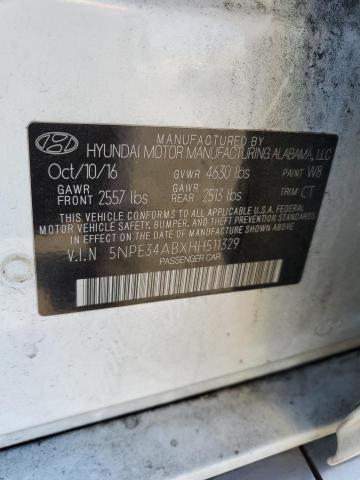 MANUFACTURED BY
HYUNDAI MOTOR MANUFACTURING ALABAMA, LLC
Oct/10/16 GVWR 4630 lbs PAINT W8
GAWR FRONT 2557 lbs GAWR REAR 2513 lbs TRIM CT
THIS VEHICLE CONFORMS TO ALL APPLICABLE U.S.A FEDERAL
MOTOR VEHICLE SAFETY, BUMPER, AND THEFT PREVENTION
STANDARDS IN EFFECT ON THE DATE OF MANUFACTURE SHOWN ABOVE.
V.I.N 5NPE34ABXHH511329
PASSENGER CAR